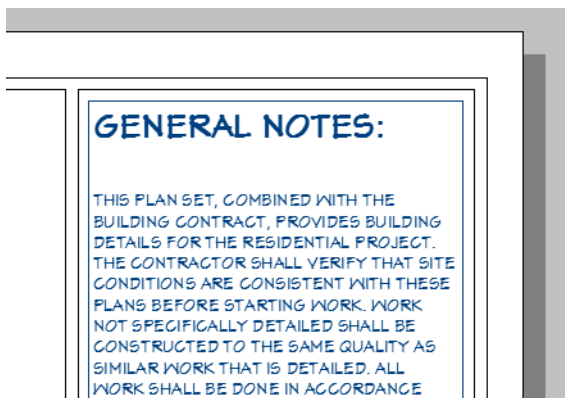 GENERAL NOTES:
THIS PLAN SET, COMBINED WITH THE
BUILDING CONTRACT, PROVIDES BUILDING
DETAILS FOR THE RESIDENTIAL PROJECT.
THE CONTRACTOR SHALL VERIFY THAT SITE
CONDITIONS ARE CONSISTENT WITH THESE
PLANS BEFORE STARTING WORK. WORK
NOT SPECIFICALLY DETAILED SHALL BE
CONSTRUCTED TO THE SAME QUALITY AS
SIMILAR WORK THAT IS DETAILED. ALL
WORK SHALL BE DONE IN ACCORDANCE